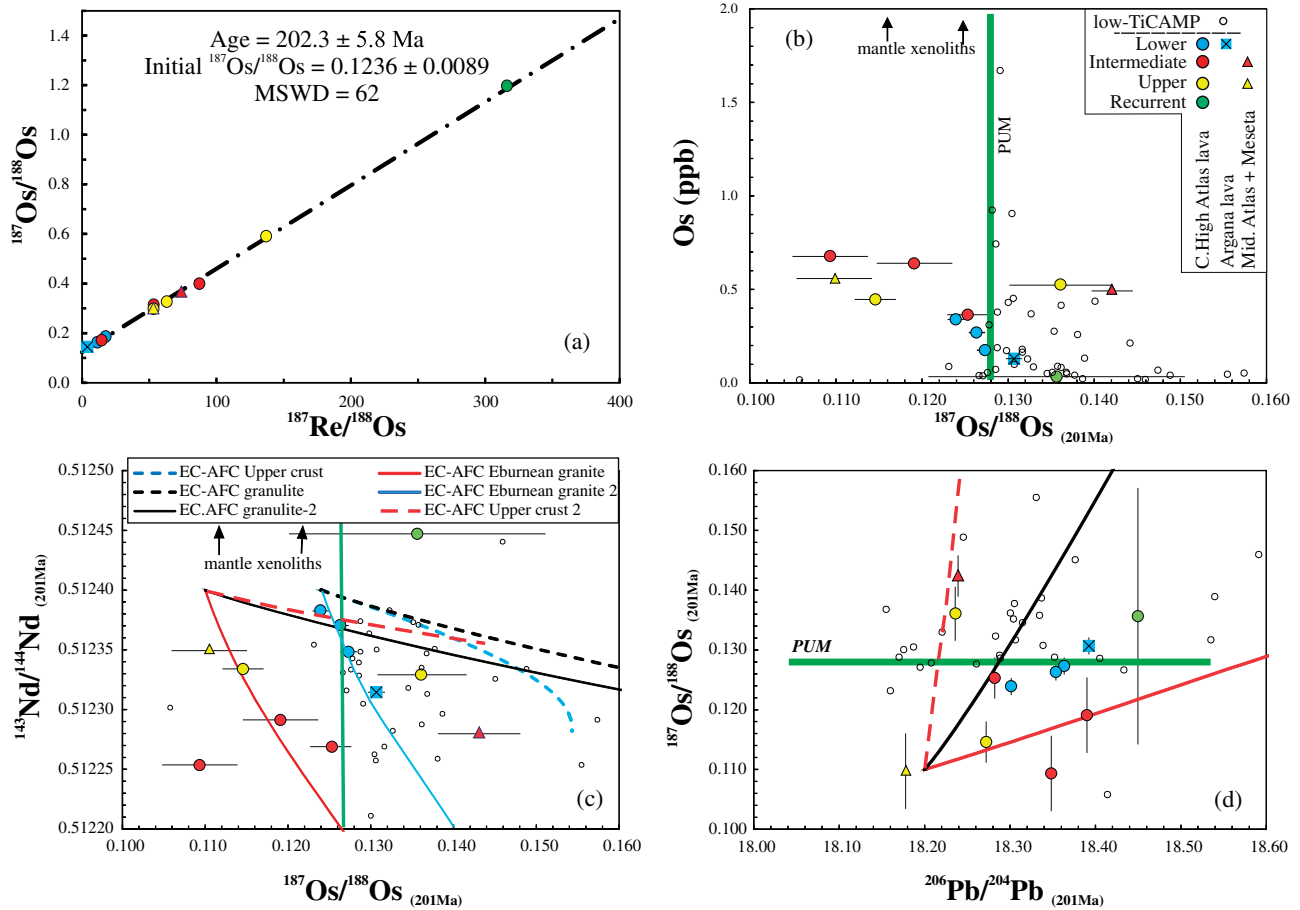 (a)
Age = 202.3 ± 5.8 Ma
Initial ¹⁸⁷Os/¹⁸⁸Os = 0.1236 ± 0.0089
MSWD = 62
¹⁸⁷Os/¹⁸⁸Os
1.4
1.2
1.0
0.8
0.6
0.4
0.2
0.0
0
100
200
300
400
¹⁸⁷Re/¹⁸⁸Os
(b)
mantle xenoliths
PUM
low-TiCAMP
Lower
Intermediate
Upper
Recurrent
C.High Atlas lava
Argana lava
Mid. Atlas + Meseta
Os (ppb)
2.0
1.5
1.0
0.5
0.0
0.100
0.110
0.120
0.130
0.140
0.150
0.160
¹⁸⁷Os/¹⁸⁸Os (201Ma)
EC-AFC Upper crust
EC-AFC granulite
EC.AFC granulite-2
EC-AFC Eburnean granite
EC-AFC Eburnean granite 2
EC-AFC Upper crust 2
mantle xenoliths
(c)
¹⁴³Nd/¹⁴⁴Nd (201Ma)
0.51250
0.51245
0.51240
0.51235
0.51230
0.51225
0.51220
0.100
0.110
0.120
0.130
0.140
0.150
0.160
¹⁸⁷Os/¹⁸⁸Os (201Ma)
PUM
(d)
¹⁸⁷Os/¹⁸⁸Os (201Ma)
0.160
0.150
0.140
0.130
0.120
0.110
0.100
18.00
18.20
18.30
18.40
18.60
²⁰⁶Pb/²⁰⁴Pb (201Ma)